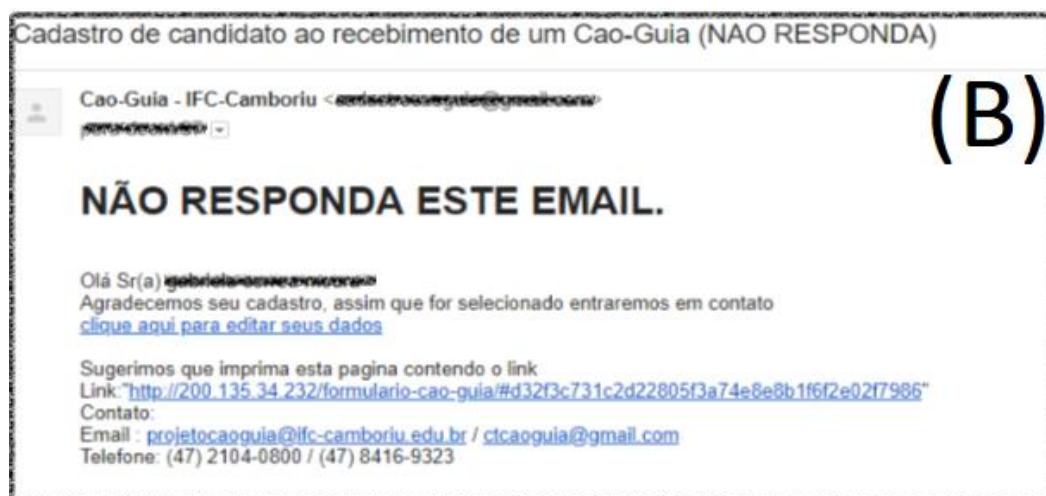 Cadastro de candidato ao recebimento de um Cao-Guia (NAO RESPONDA)
Cao-Guia - IFC-Camboriu
(B)
NÃO RESPONDA ESTE EMAIL.
Olá Sr(a)
Agradecemos seu cadastro, assim que for selecionado entraremos em contato
clique aqui para editar seus dados
Sugerimos que imprima esta pagina contendo o link
Link:"http://200.135.34.232/formulario-cao-guia/#d32f3c731c2d22805f3a74e8e8b1f6f2e02f7986"
Contato:
Email : projetocaoguia@ifc-camboriu.edu.br / ctcaoguia@gmail.com
Telefone: (47) 2104-0800 / (47) 8416-9323